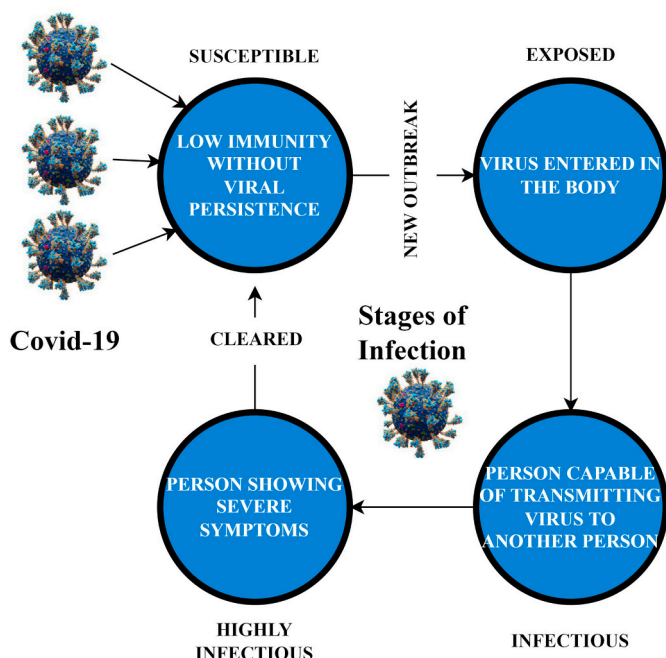 SUSCEPTIBLE
EXPOSED
LOW IMMUNITY
WITHOUT
VIRAL
PERSISTENCE
NEW OUTBREAK
VIRUS ENTERED IN
THE BODY
Covid-19
CLEARED
Stages of
Infection
PERSON SHOWING
SEVERE
SYMPTOMS
PERSON CAPABLE
OF TRANSMITTING
VIRUS TO
ANOTHER PERSON
HIGHLY
INFECTIOUS
INFECTIOUS